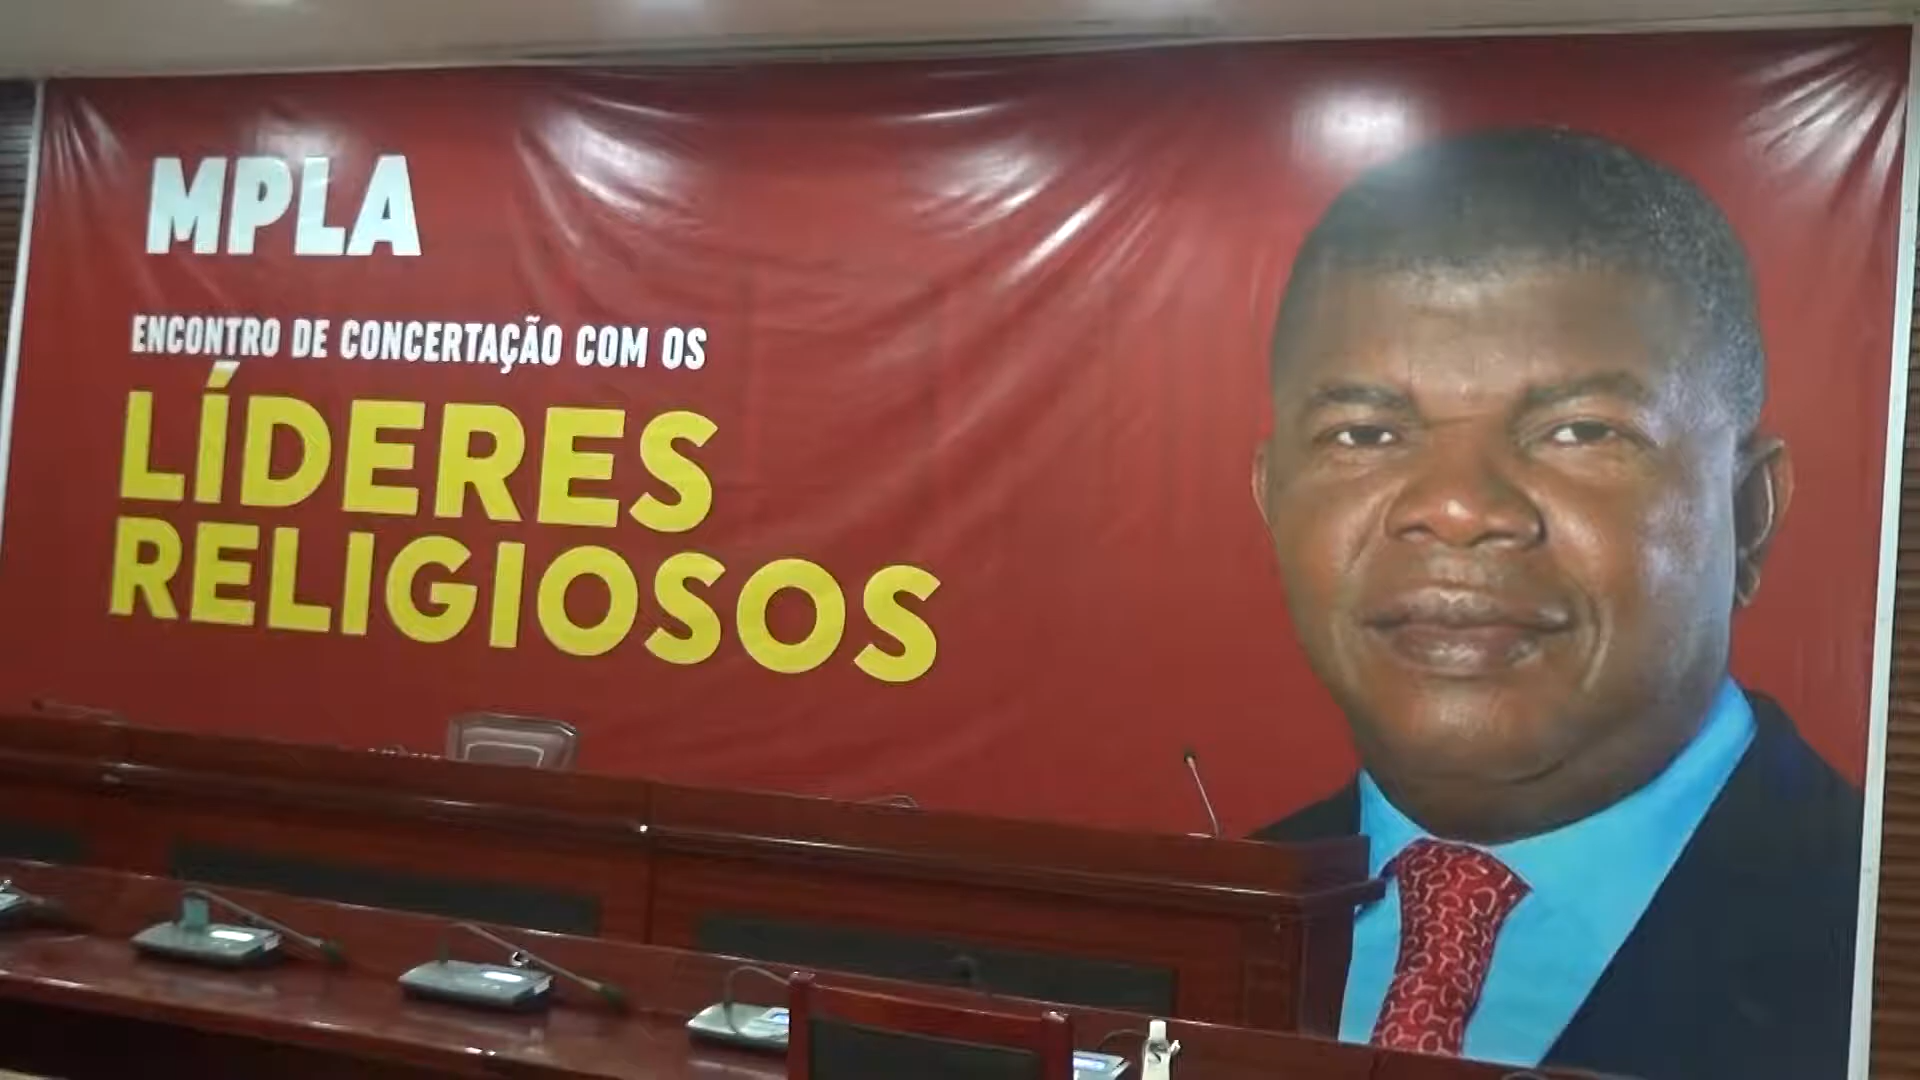 MPLA
ENCONTRO DE CONCERTAÇÃO COM OS
LÍDERES
RELIGIOSOS